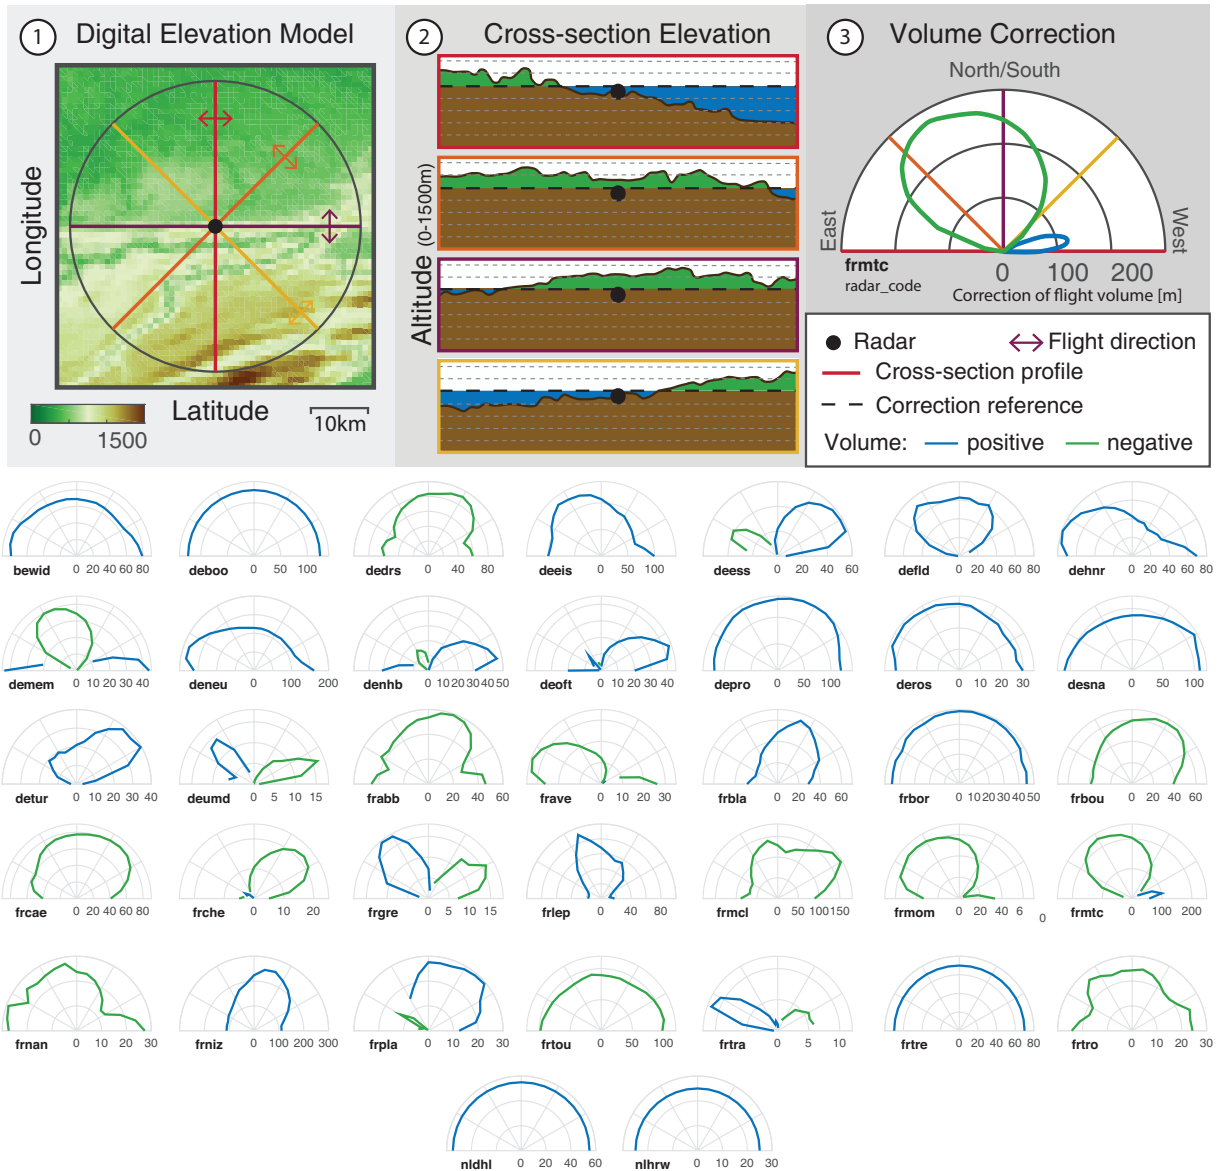 1 Digital Elevation Model
2 Cross-section Elevation
3 Volume Correction
Longitude
Latitude
0 1500
10km
Altitude (0-1500m)
North/South
East
West
frmtc
radar_code
0 100 200
Correction of flight volume [m]
Radar
Flight direction
Cross-section profile
Correction reference
Volume: positive negative
bewid 0 20 40 60 80
deboo 0 50 100
dedrs 0 40 80
deeis 0 50 100
deess 0 20 40 60
defld 0 20 40 60 80
dehnr 0 20 40 60 80
demem 0 10 20 30 40
deneu 0 100 200
denhb 0 10 20 30 40 50
deoft 0 10 20 30 40
depro 0 50 100
deros 0 10 20 30
desna 0 50 100
detur 0 10 20 30 40
deumd 0 5 10 15
frabb 0 20 40 60
frave 0 10 20 30
frbla 0 30 60
frbor 0 10 20 30 40 50
frbou 0 20 40 60
frcae 0 20 40 60 80
frche 0 10 20
frgre 0 5 10 15
frlep 0 40 80
frmcl 0 50 100 150
frmom 0 20 40 6 0
frmtc 0 100 200
frnan 0 10 20 30
frniz 0 100 200 300
frpla 0 10 20 30
frtou 0 50 100
frtra 0 5 10
frtre 0 20 40 60 80
frtro 0 10 20 30
nldhl 0 20 40 60
nlhrw 0 10 20 30